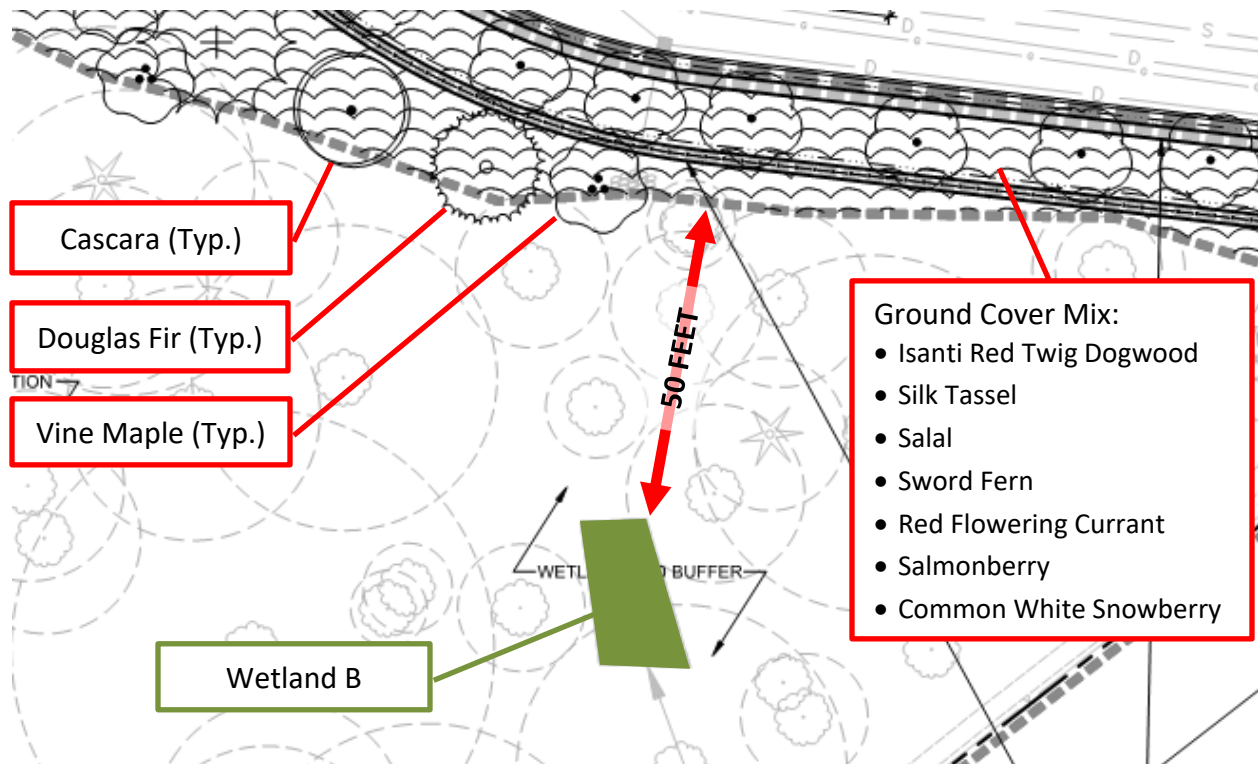 S
D
D
D
D
D
Cascara (Typ.)
Douglas Fir (Typ.)
TION
Vine Maple (Typ.)
50 FEET
Ground Cover Mix:
• Isanti Red Twig Dogwood
• Silk Tassel
• Salal
• Sword Fern
• Red Flowering Currant
• Salmonberry
• Common White Snowberry
WETL
BUFFER
Wetland B